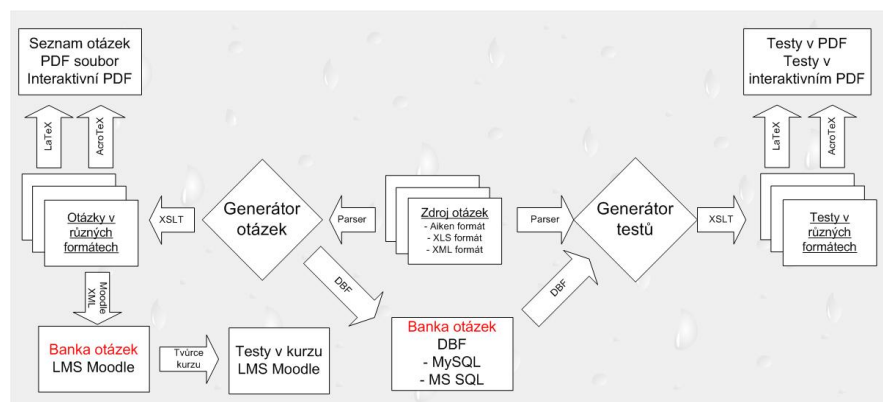 Seznam otázek
PDF soubor
Interaktivní PDF
Testy v PDF
Testy v
interaktivním PDF
LaTeX
AcroTeX
LaTeX
AcroTeX
Otázky v
různých
formátech
XSLT
Generátor
otázek
Parser
Zdroj otázek
- Aiken formát
- XLS formát
- XML formát
Parser
Generátor
testů
XSLT
Testy v
různých
formátech
Moodle
XML
DBF
DBF
Banka otázek
LMS Moodle
Tvůrce
kurzu
Testy v kurzu
LMS Moodle
Banka otázek
DBF
- MySQL
- MS SQL